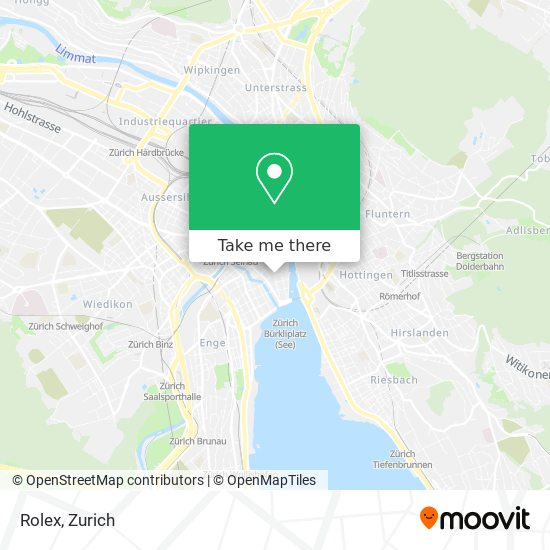 Höngg
Limmat
Wipkingen
Unterstrass
Hohlstrasse
Industriequartier
Zürich Hardbrücke
Tob
Aussersihl
Fluntern
Adlisberg
Take me there
Zürich Selnau
Hottingen
Titlisstrasse
Bergstation
Dolderbahn
Römerhof
Wiedikon
Zürich Schweighof
Zürich Binz
Enge
Zürich
Bürkliplatz
(See)
Hirslanden
Witikoner
Riesbach
Zürich
Saalsporthalle
Zürich Brunau
Zürich
Tiefenbrunnen
© OpenStreetMap contributors | © OpenMapTiles
Rolex, Zurich
moovit